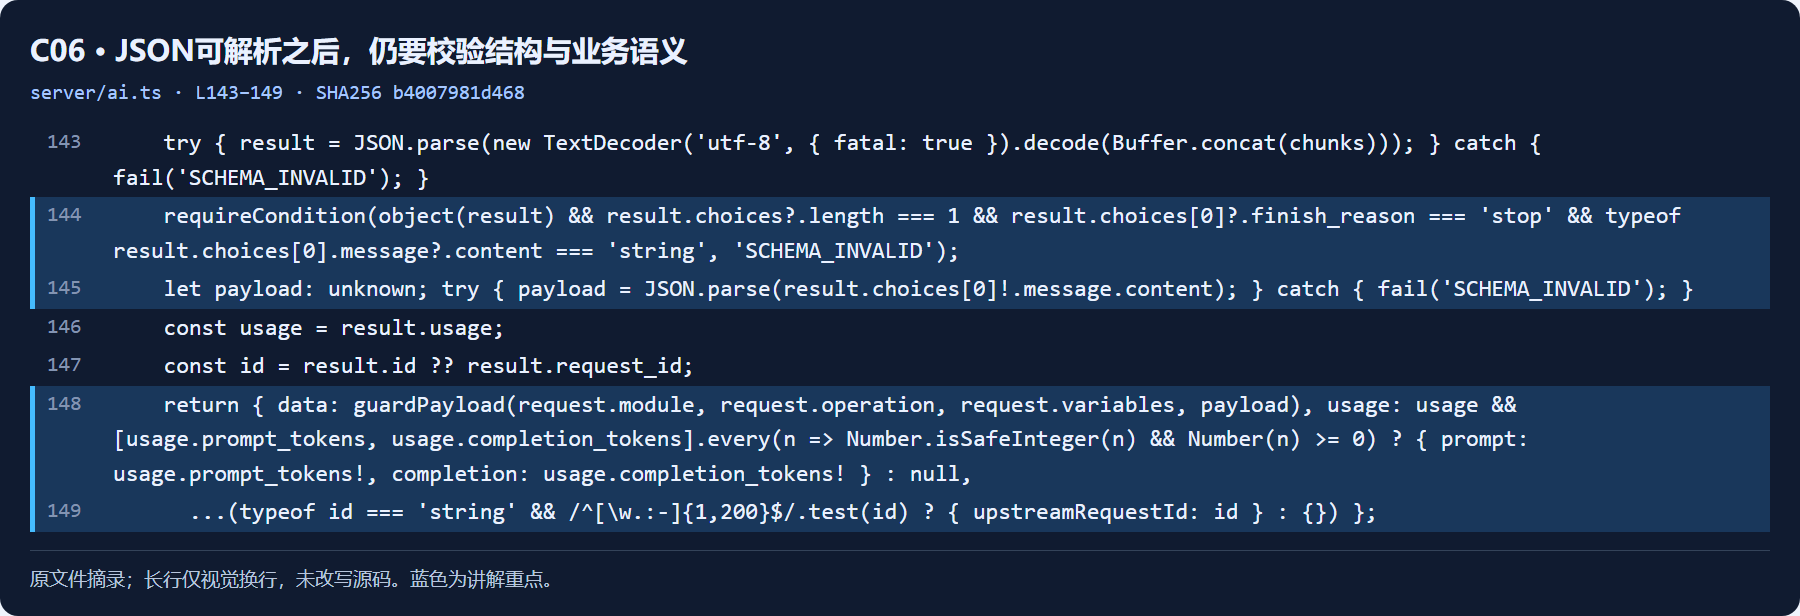 C06 • JSON可解析之后，仍要校验结构与业务语义
server/ai.ts · L143–149 · SHA256 b4007981d468
143 try { result = JSON.parse(new TextDecoder('utf-8', { fatal: true }).decode(Buffer.concat(chunks))); } catch {
fail('SCHEMA_INVALID'); }
144 requireCondition(object(result) && result.choices?.length === 1 && result.choices[0]?.finish_reason === 'stop' && typeof
result.choices[0].message?.content === 'string', 'SCHEMA_INVALID');
145 let payload: unknown; try { payload = JSON.parse(result.choices[0]!.message.content); } catch { fail('SCHEMA_INVALID'); }
146 const usage = result.usage;
147 const id = result.id ?? result.request_id;
148 return { data: guardPayload(request.module, request.operation, request.variables, payload), usage: usage &&
[usage.prompt_tokens, usage.completion_tokens].every(n => Number.isSafeInteger(n) && Number(n) >= 0) ? { prompt:
usage.prompt_tokens!, completion: usage.completion_tokens! } : null,
149 ...(typeof id === 'string' && /^[\w.:-]{1,200}$/.test(id) ? { upstreamRequestId: id } : {}) };
原文件摘录；长行仅视觉换行，未改写源码。蓝色为讲解重点。